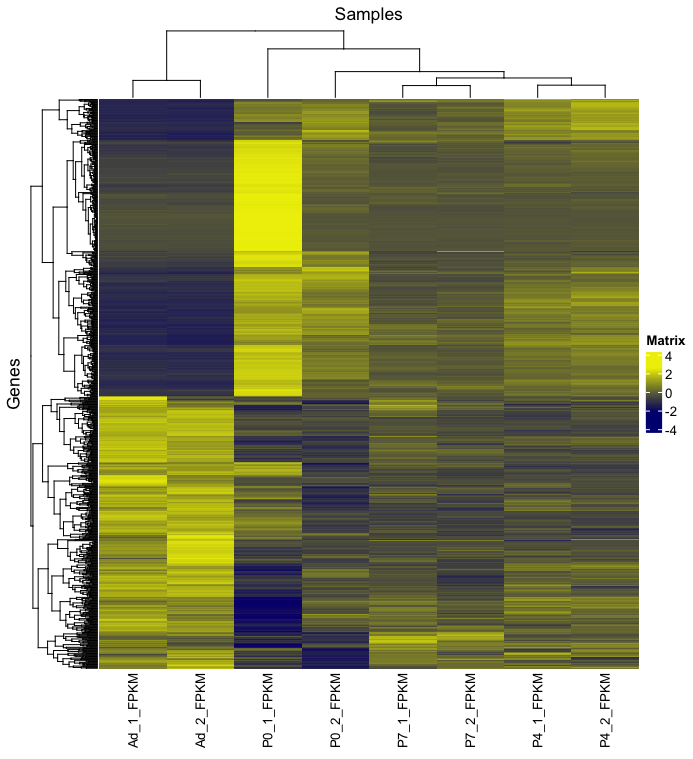 Samples
Genes
Matrix
4
2
0
-2
-4
Ad_1_FPKM
Ad_2_FPKM
P0_1_FPKM
P0_2_FPKM
P7_1_FPKM
P7_2_FPKM
P4_1_FPKM
P4_2_FPKM